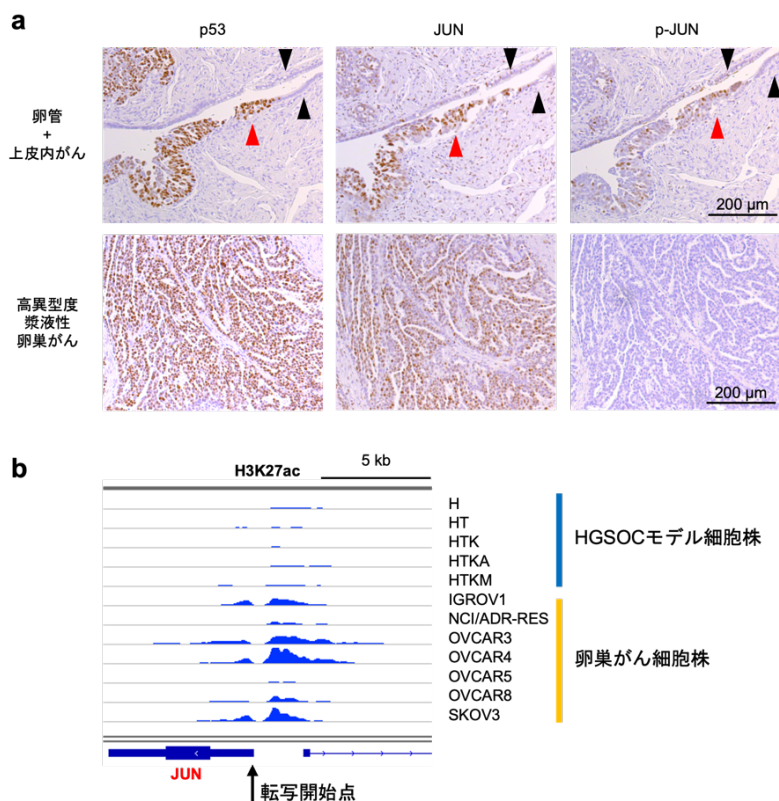 a
p53
JUN
p-JUN
卵管
+
上皮内がん
200 µm
高異型度
漿液性
卵巣がん
200 µm
b
H3K27ac
5 kb
H
HT
HTK
HTKA
HTKM
IGROV1
NCI/ADR-RES
OVCAR3
OVCAR4
OVCAR5
OVCAR8
SKOV3
HGSOCモデル細胞株
卵巣がん細胞株
JUN
転写開始点